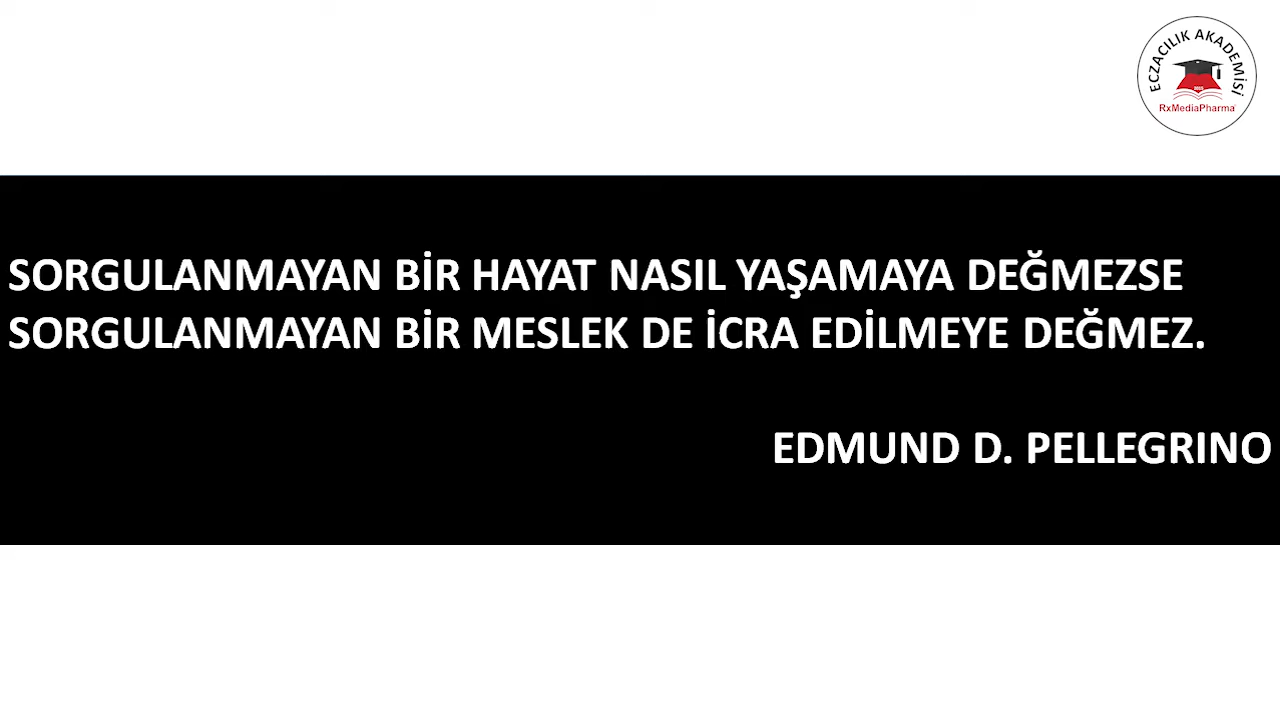 ECZACILIK AKADEMİSİ
RxMediaPharma
SORGULANMAYAN BİR HAYAT NASIL YAŞAMAYA DEĞMEZSE
SORGULANMAYAN BİR MESLEK DE İCRA EDİLMEYE DEĞMEZ.
EDMUND D. PELLEGRINO